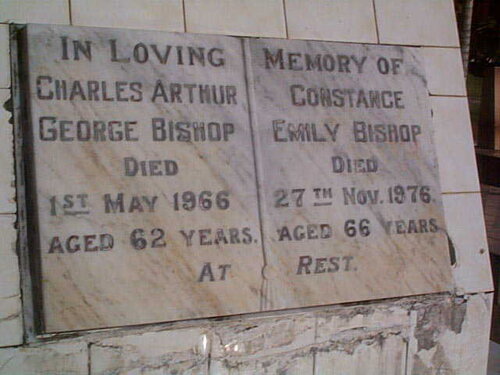 IN LOVING MEMORY OF
CHARLES ARTHUR
GEORGE BISHOP
DIED
1ST MAY 1966
AGED 62 YEARS.
CONSTANCE
EMILY BISHOP
DIED
27TH NOV. 1976.
AGED 66 YEARS
AT REST.